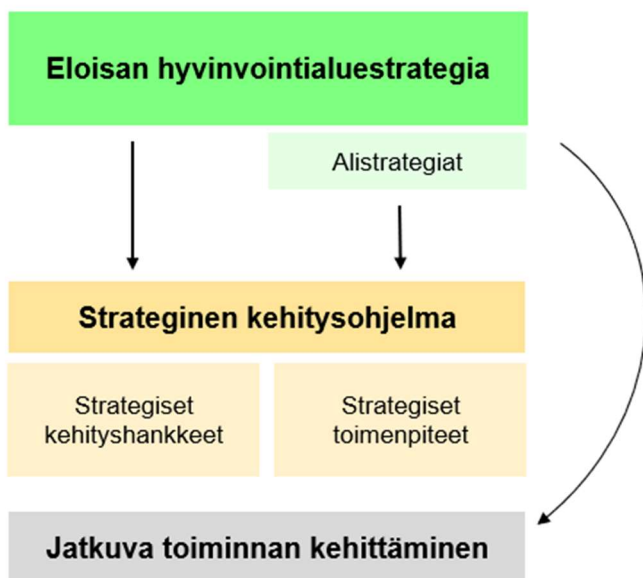 Eloisan hyvinvointialuestrategia
Alistrategiat
Strateginen kehitysohjelma
Strategiset
kehityshankkeet
Strategiset
toimenpiteet
Jatkuva toiminnan kehittäminen